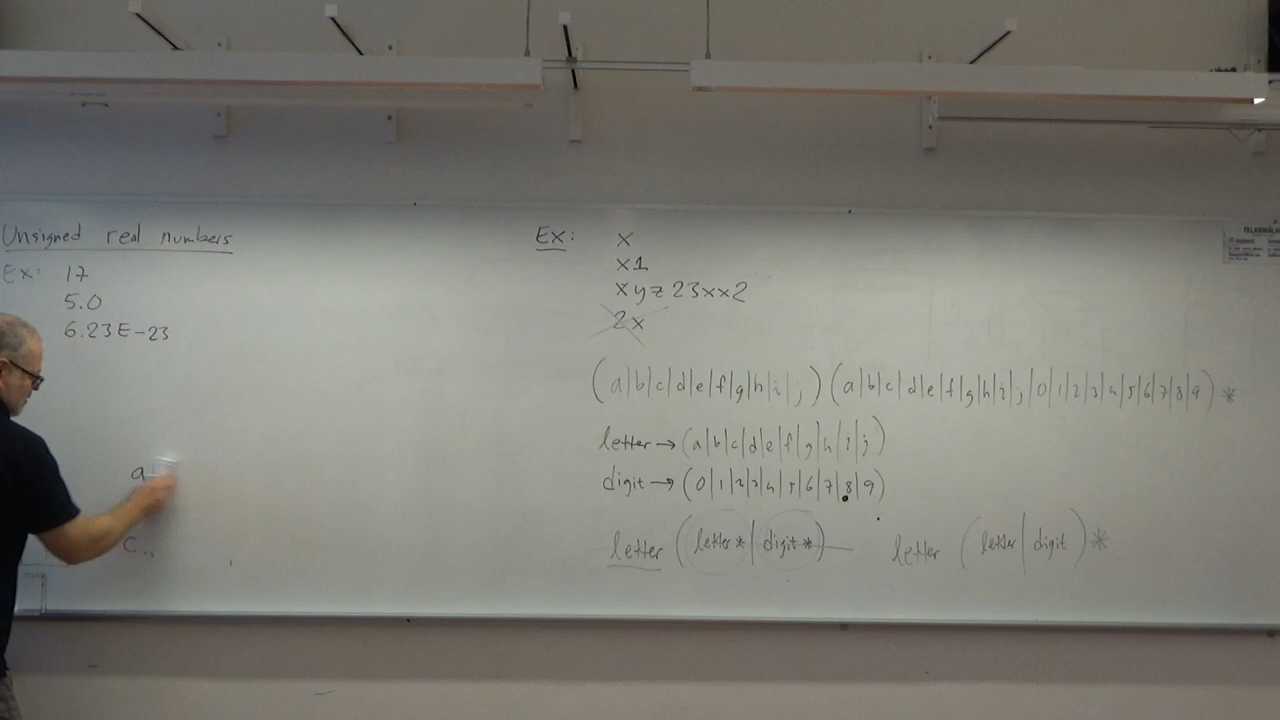 Unsigned real numbers
Ex: 17
5.0
6.23E-23
a
C
Ex: x
x1
xyz23xx2
2x
(a|b|c|d|e|f|g|h|i|j)(a|b|c|d|e|f|g|h|i|j|0|1|2|3|4|5|6|7|8|9)*
letter→(a|b|c|d|e|f|g|h|i|j)
digit→(0|1|2|3|4|5|6|7|8|9)
letter (letter*|digit*) letter (letter|digit)*
FELANMÄLAN